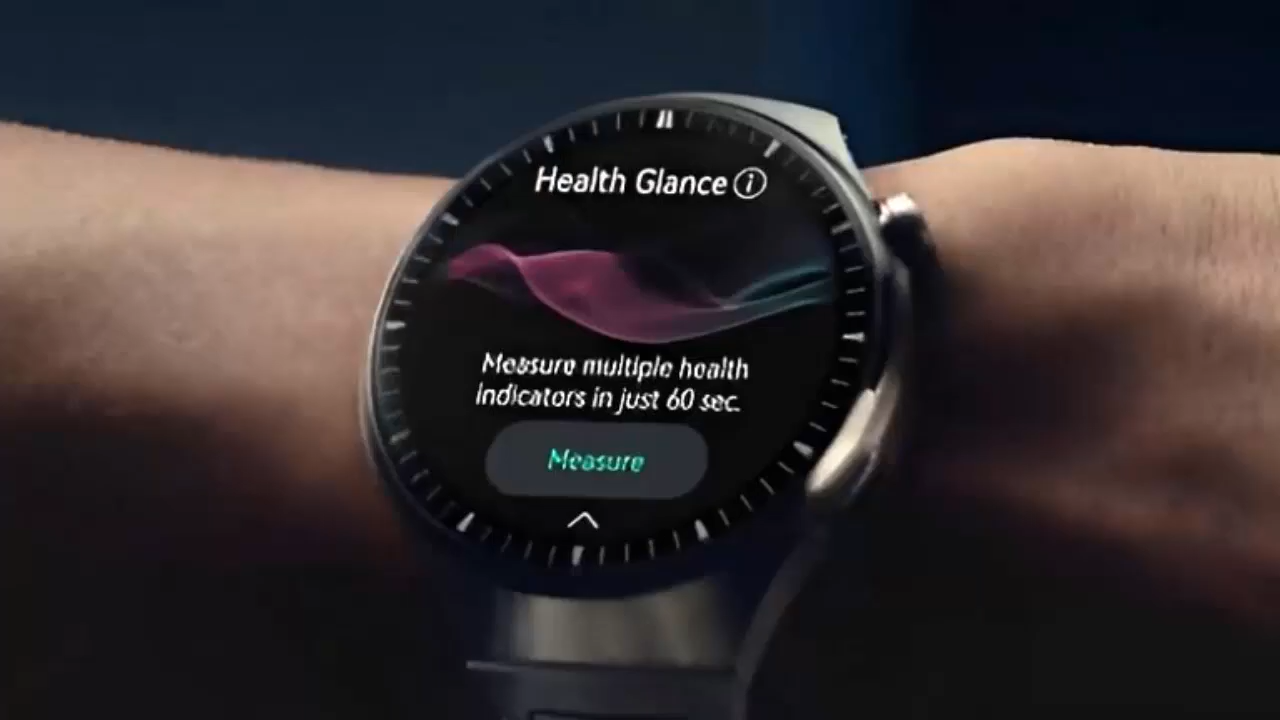 Health Glance
Measure multiple health
indicators in just 60 sec.
Measure